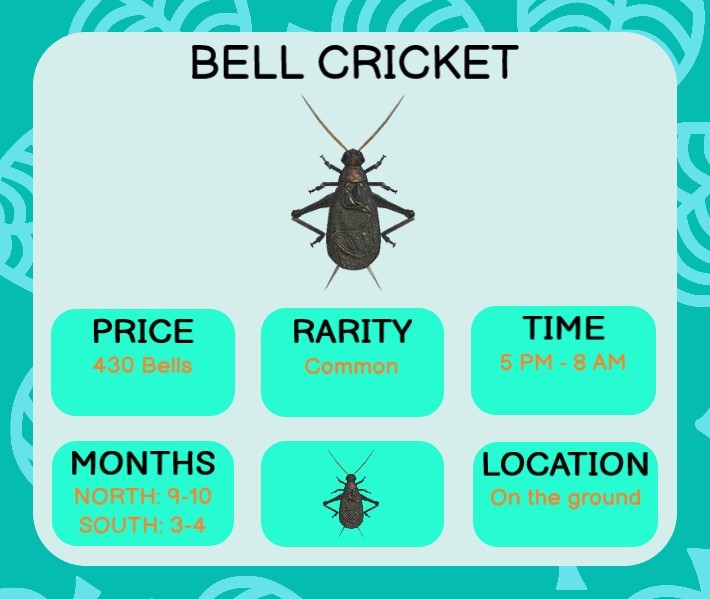 BELL CRICKET
PRICE
430 Bells
RARITY
Common
TIME
5 PM - 8 AM
MONTHS
NORTH: 9-10
SOUTH: 3-4
LOCATION
On the ground